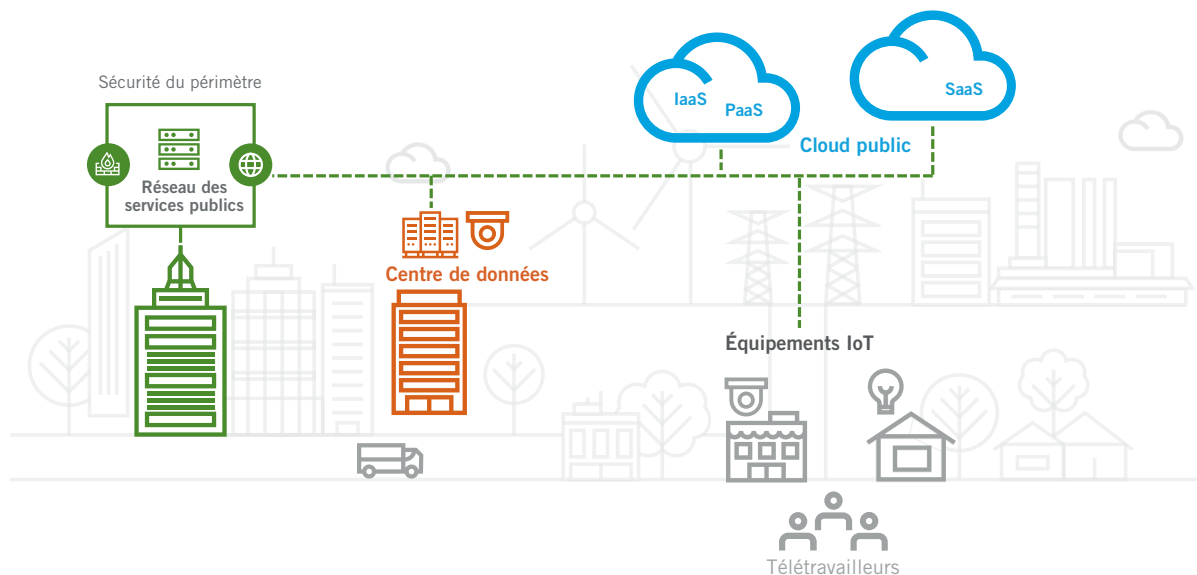 Sécurité du périmètre
Réseau des
services publics
IaaS
PaaS
SaaS
Cloud public
Centre de données
Équipements IoT
Télétravailleurs